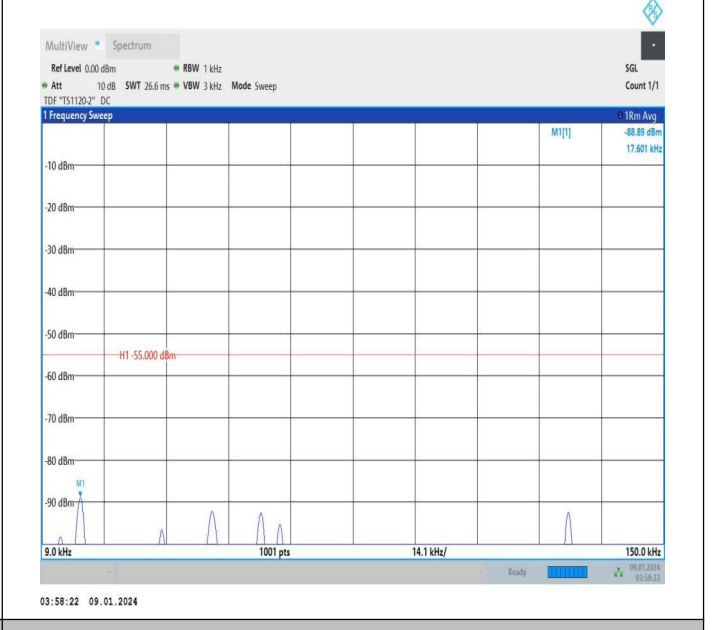 MultiView Spectrum
Ref Level 0.00 dBm RBW 1 kHz SGL
Att 10 dB SWT 26.6 ms VBW 3 kHz Mode Sweep Count 1/1
TDF "TS1120-2" DC
1 Frequency Sweep 1Rm Avg
M1[1] -88.89 dBm
17.601 kHz
-10 dBm
-20 dBm
-30 dBm
-40 dBm
-50 dBm
H1 -55.000 dBm
-60 dBm
-70 dBm
-80 dBm
M1
-90 dBm
9.0 kHz 1001 pts 14.1 kHz/ 150.0 kHz
Ready 09.01.2024
03:58:22
03:58:22 09.01.2024